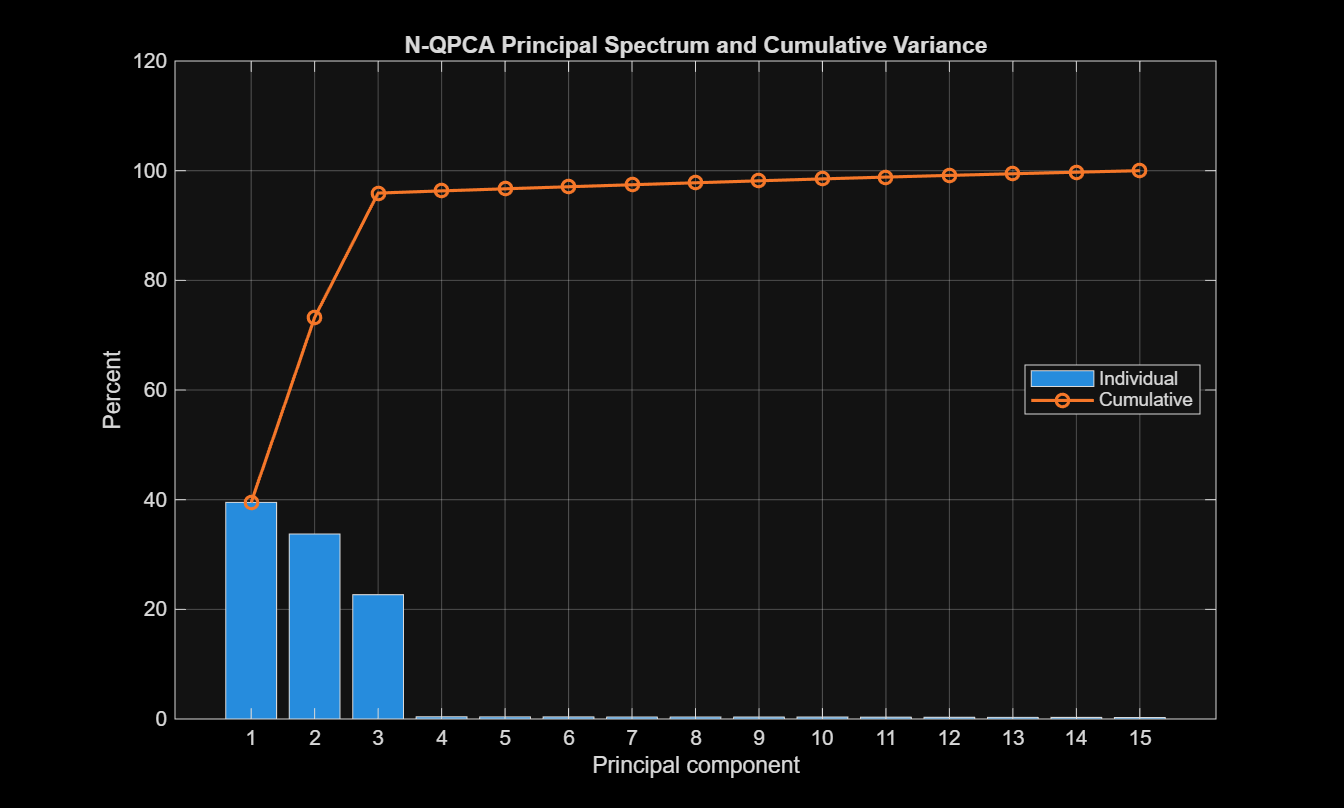 N-QPCA Principal Spectrum and Cumulative Variance
120
100
80
60
40
20
0
Percent
Individual
Cumulative
1 2 3 4 5 6 7 8 9 10 11 12 13 14 15
Principal component